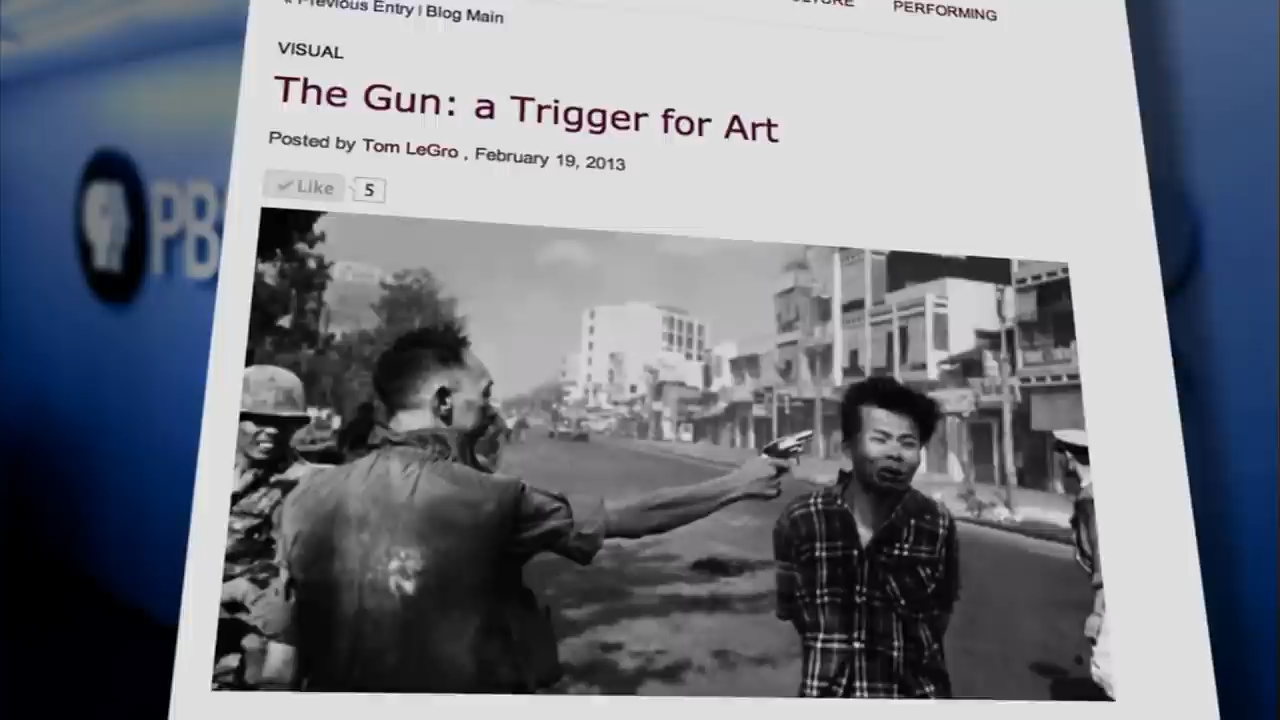 Previous Entry | Blog Main
PERFORMING
VISUAL
The Gun: a Trigger for Art
Posted by Tom LeGro , February 19, 2013
Like 5
PB